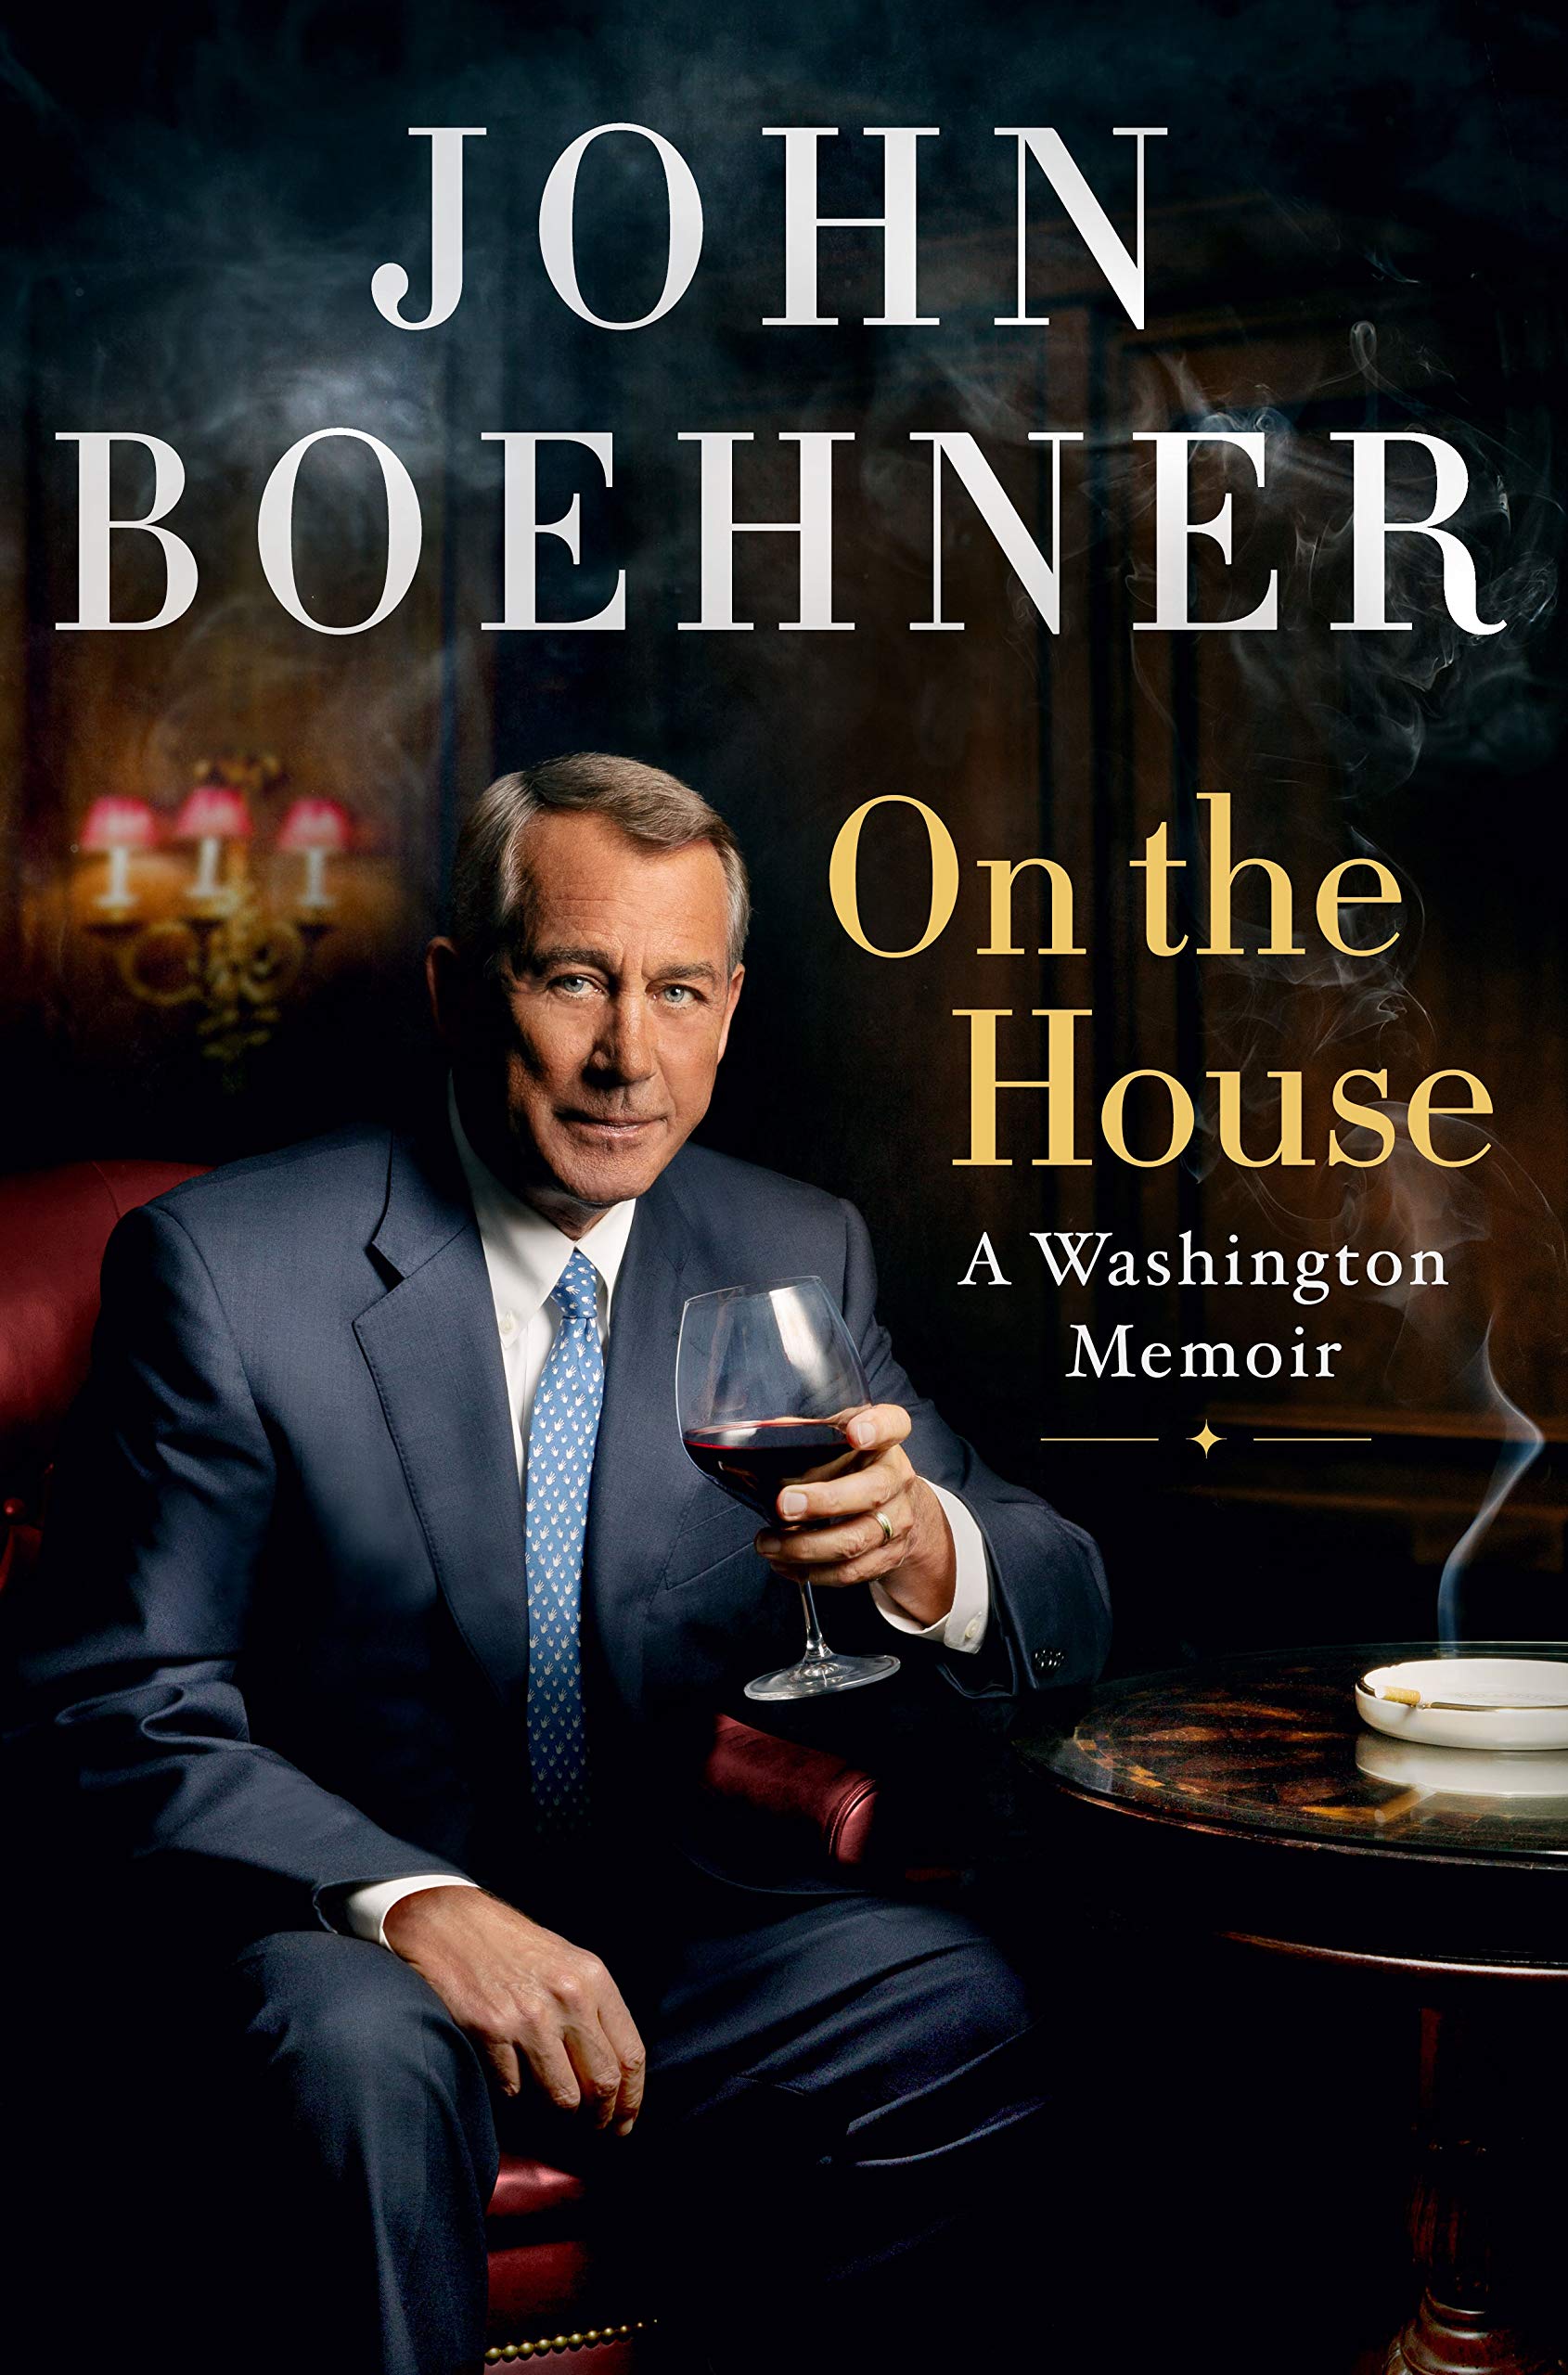 JOHN
BOEHNER
On the
House
A Washington
Memoir